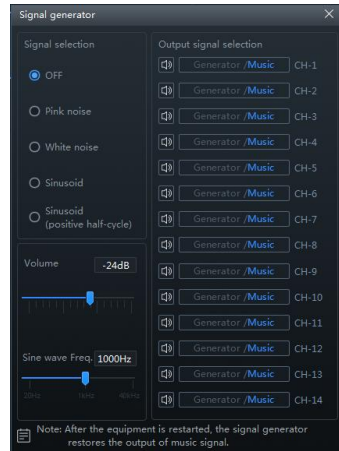 Signal generator
Signal selection
OFF
Pink noise
White noise
Sinusoid
Sinusoid
(positive half-cycle)
Volume
-24dB
Sine wave Freq.
1000Hz
20Hz 1kHz 40kHz
Output signal selection
Generator /Music CH-1
Generator /Music CH-2
Generator /Music CH-3
Generator /Music CH-4
Generator /Music CH-5
Generator /Music CH-6
Generator /Music CH-7
Generator /Music CH-8
Generator /Music CH-9
Generator /Music CH-10
Generator /Music CH-11
Generator /Music CH-12
Generator /Music CH-13
Generator /Music CH-14
Note: After the equipment is restarted, the signal generator
restores the output of music signal.